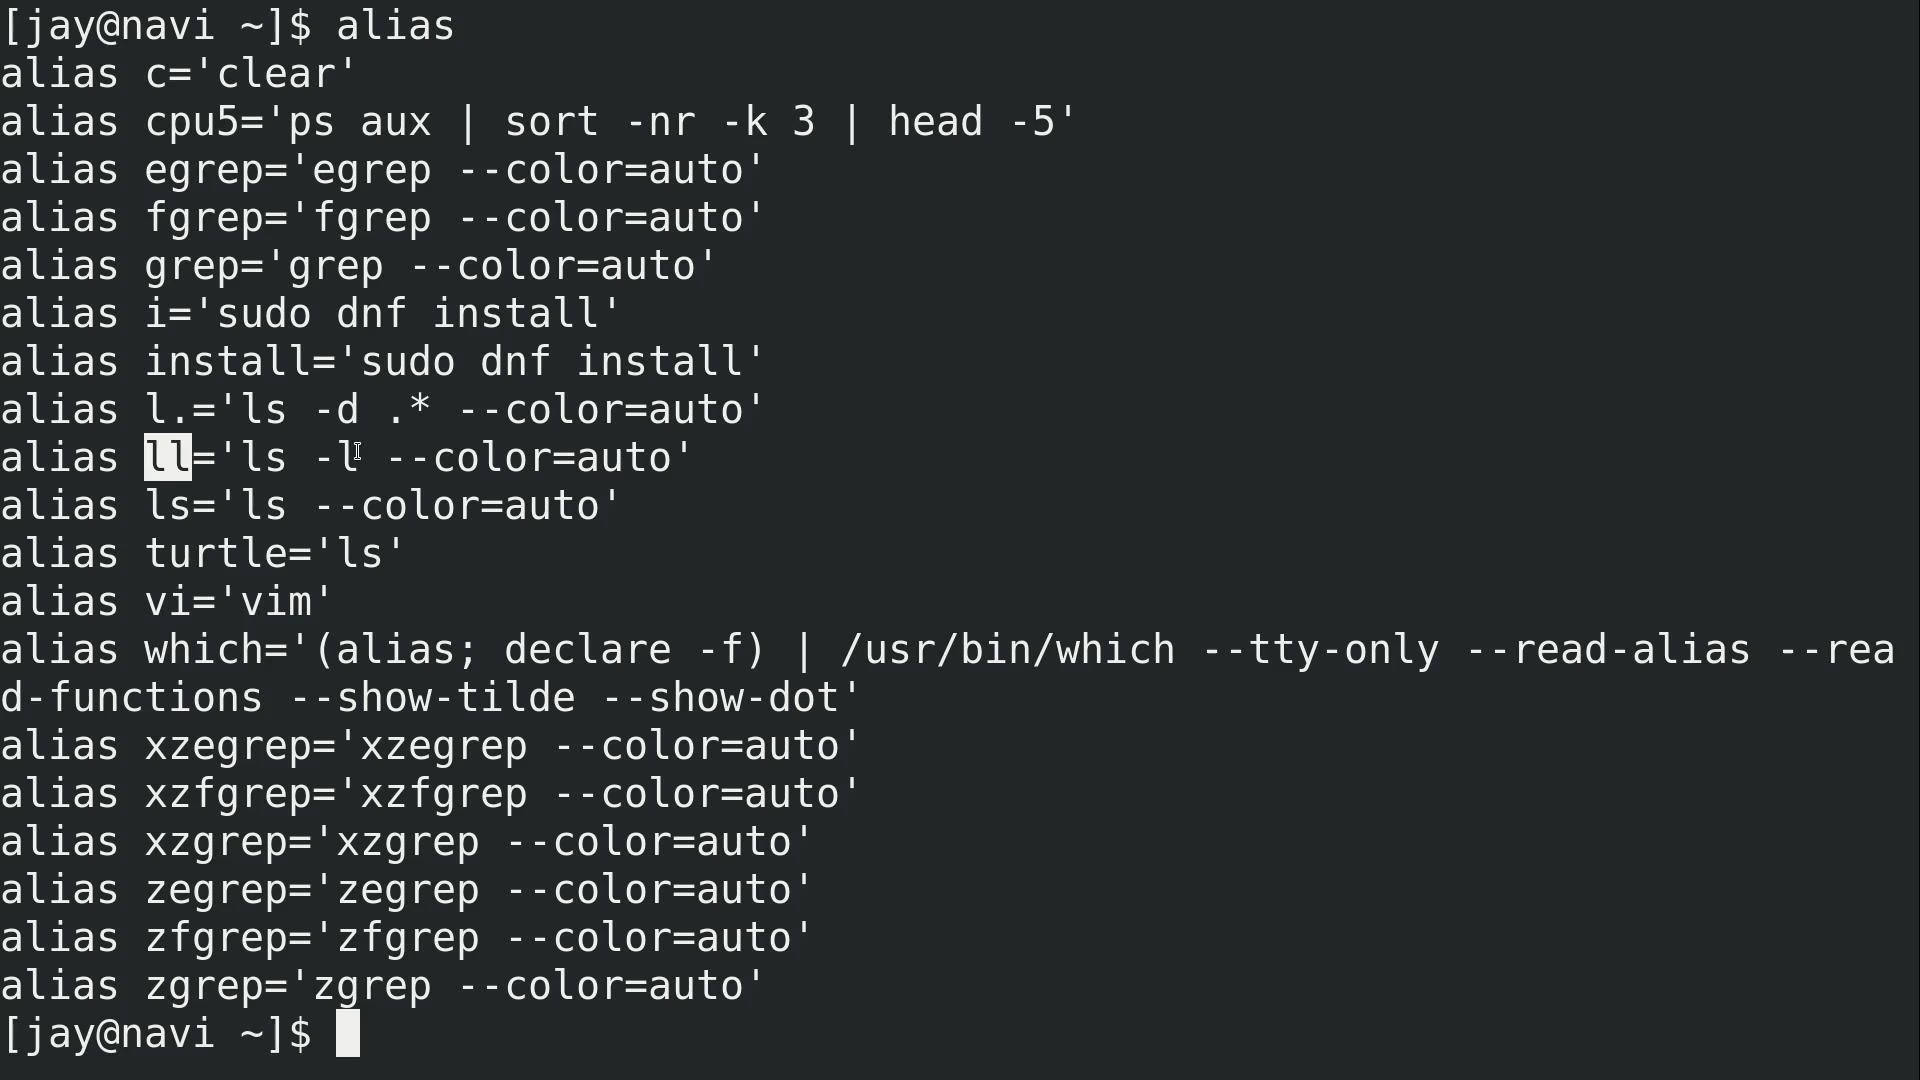 [jay@navi ~]$ alias
alias c='clear'
alias cpu5='ps aux | sort -nr -k 3 | head -5'
alias egrep='egrep --color=auto'
alias fgrep='fgrep --color=auto'
alias grep='grep --color=auto'
alias i='sudo dnf install'
alias install='sudo dnf install'
alias l.='ls -d .* --color=auto'
alias ll='ls -l --color=auto'
alias ls='ls --color=auto'
alias turtle='ls'
alias vi='vim'
alias which='(alias; declare -f) | /usr/bin/which --tty-only --read-alias --rea
d-functions --show-tilde --show-dot'
alias xzegrep='xzegrep --color=auto'
alias xzfgrep='xzfgrep --color=auto'
alias xzgrep='xzgrep --color=auto'
alias zegrep='zegrep --color=auto'
alias zfgrep='zfgrep --color=auto'
alias zgrep='zgrep --color=auto'
[jay@navi ~]$